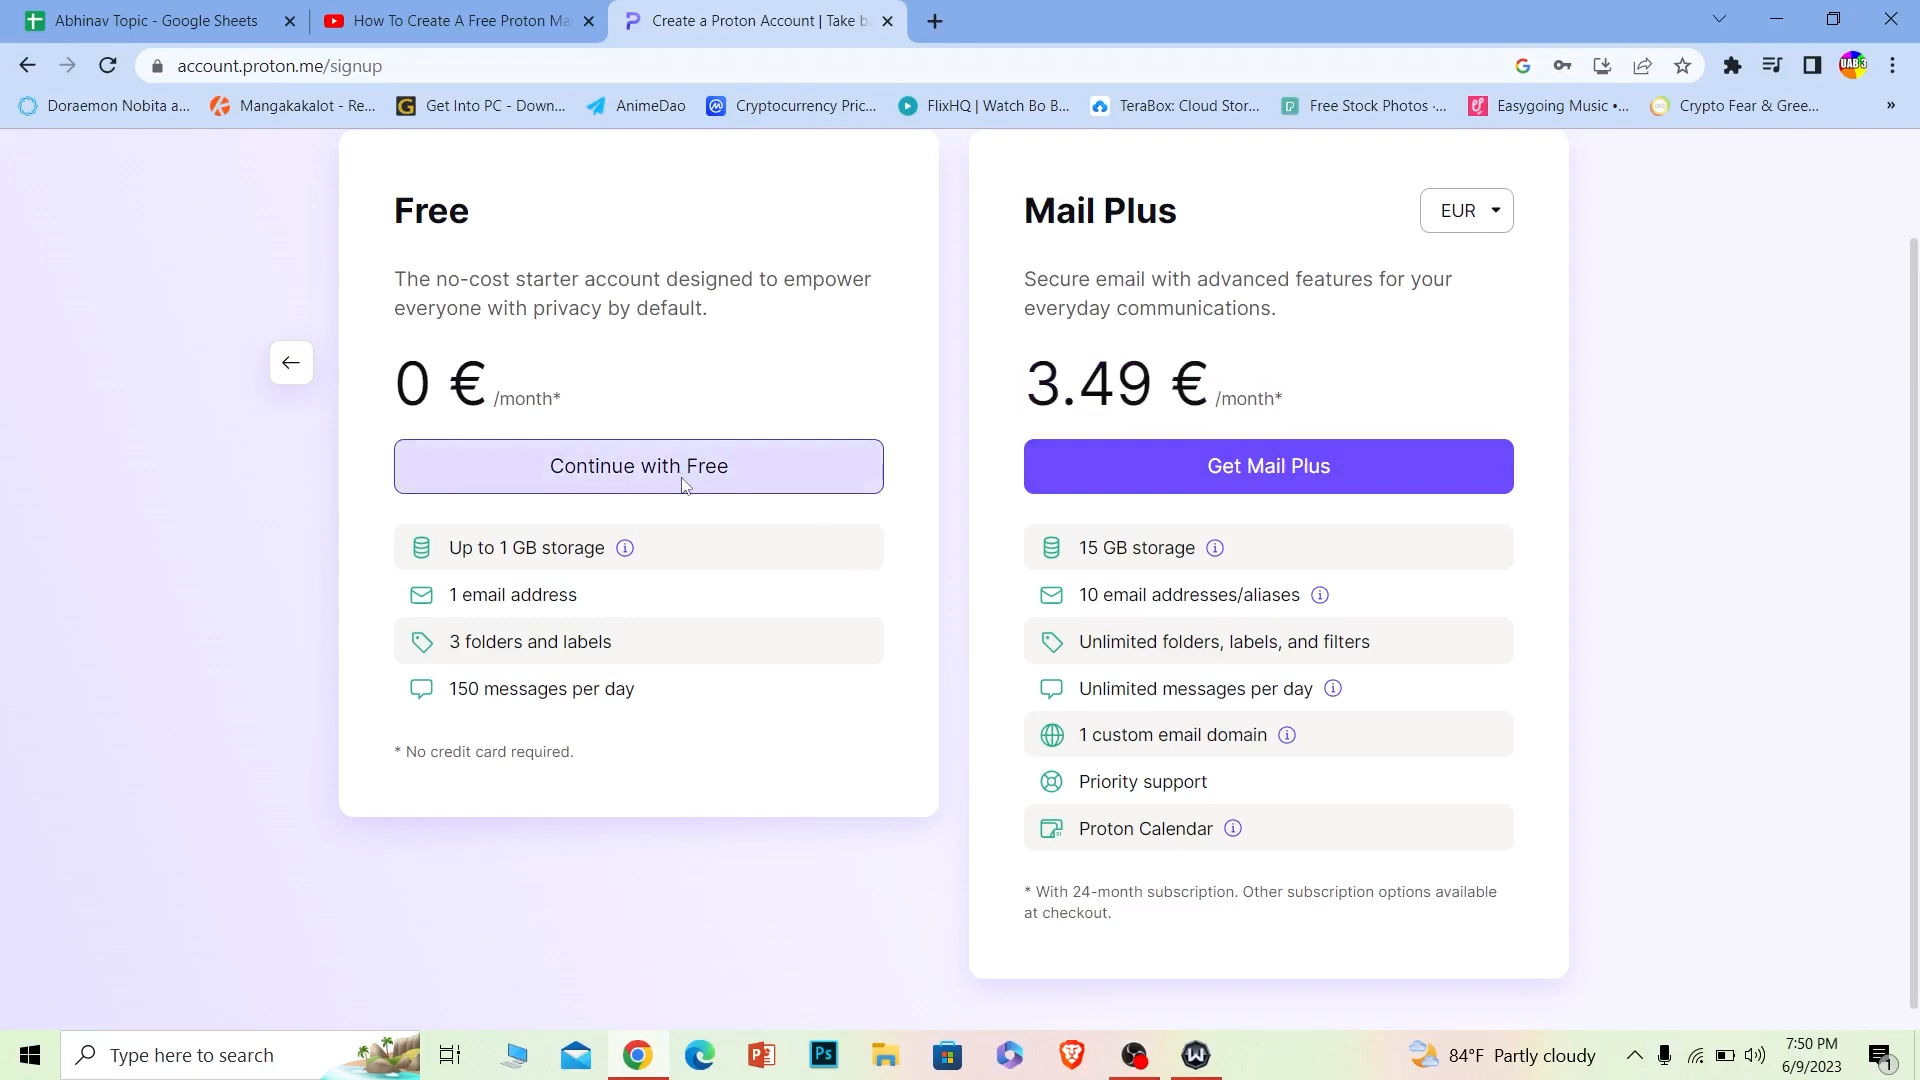 Abhinav Topic - Google Sheets
How To Create A Free Proton Ma
Create a Proton Account | Take b
account.proton.me/signup
UAB 3
Doraemon Nobita a...
Mangakakalot - Re...
Get Into PC - Down...
AnimeDao
Cryptocurrency Pric...
FlixHQ | Watch Bo B...
TeraBox: Cloud Stor...
Free Stock Photos ·...
Easygoing Music •...
Crypto Fear & Gree...
»
Free
The no-cost starter account designed to empower
everyone with privacy by default.
0 € /month*
Continue with Free
Up to 1 GB storage
1 email address
3 folders and labels
150 messages per day
* No credit card required.
Mail Plus
EUR
Secure email with advanced features for your
everyday communications.
3.49 € /month*
Get Mail Plus
15 GB storage
10 email addresses/aliases
Unlimited folders, labels, and filters
Unlimited messages per day
1 custom email domain
Priority support
Proton Calendar
* With 24-month subscription. Other subscription options available
at checkout.
Type here to search
Ps
84°F Partly cloudy
7:50 PM
6/9/2023
1